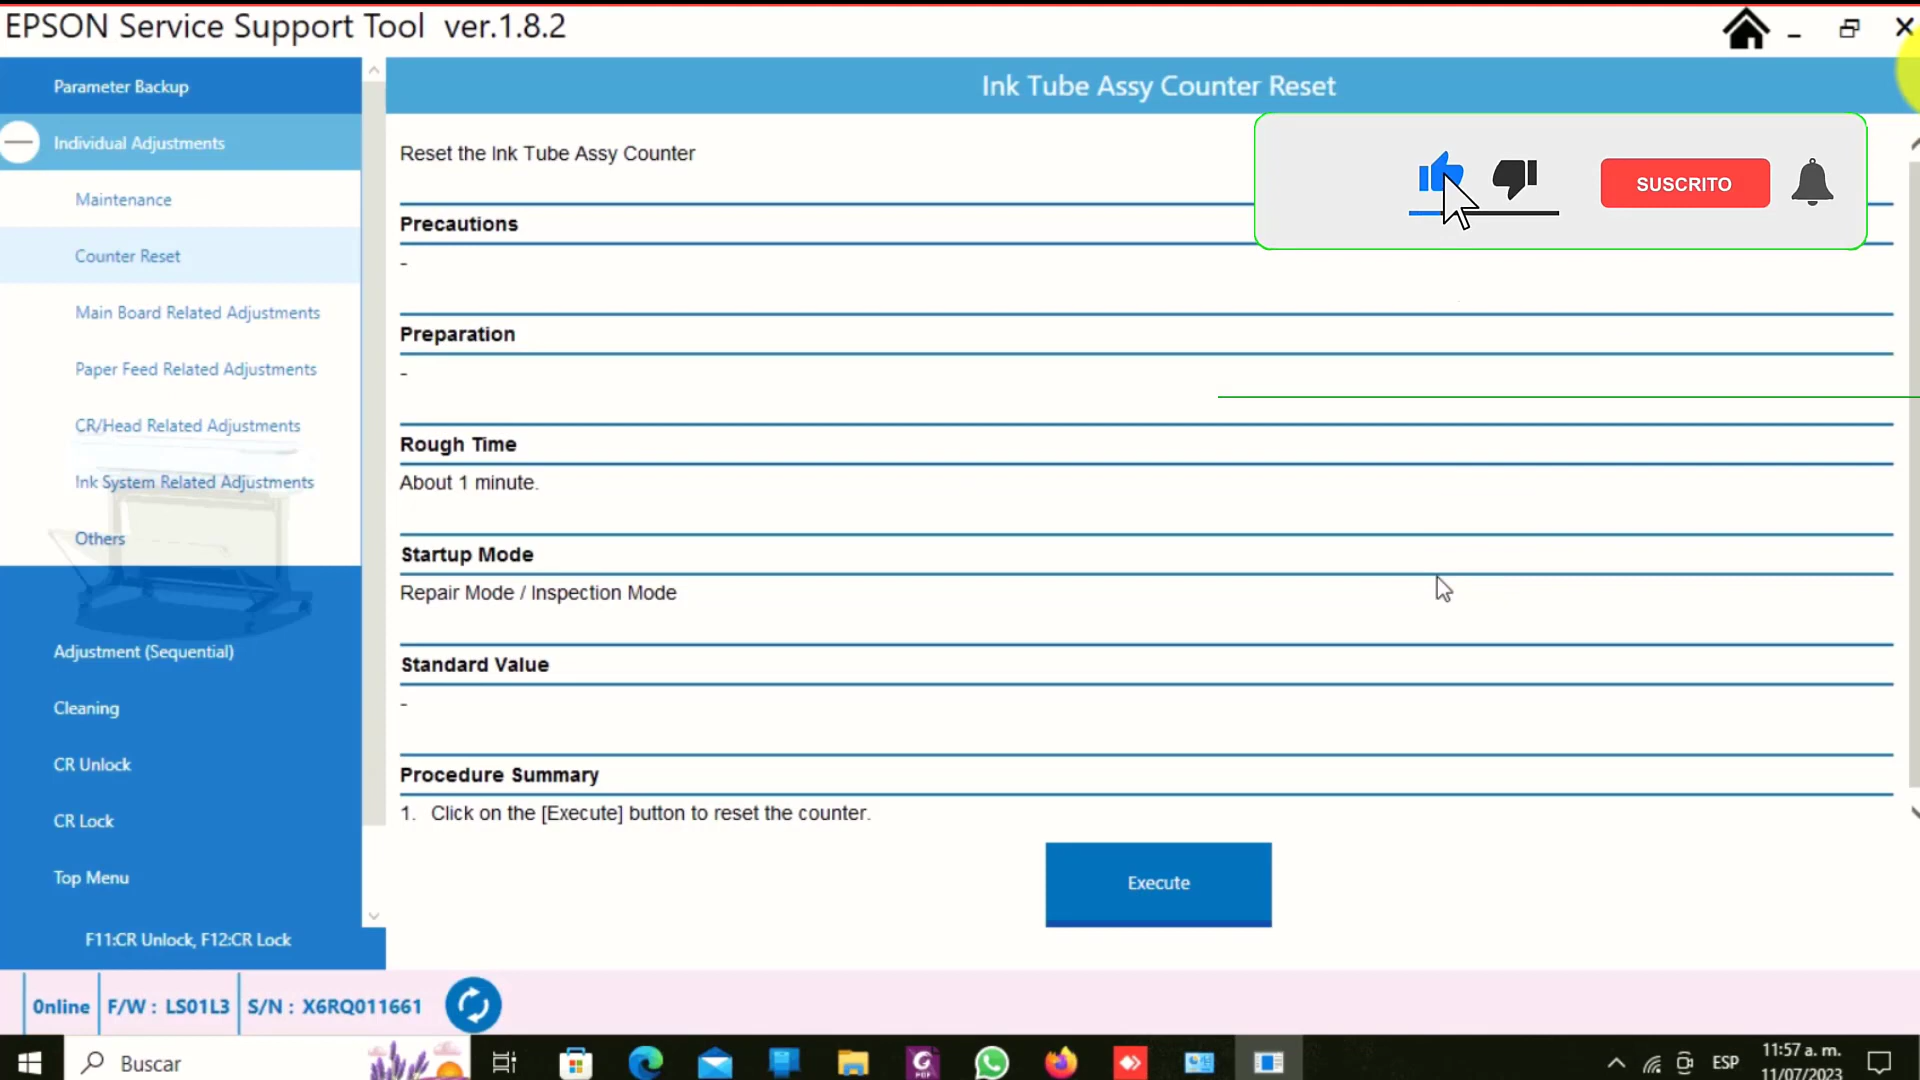 EPSON Service Support Tool ver.1.8.2
Parameter Backup
Individual Adjustments
Maintenance
Counter Reset
Main Board Related Adjustments
Paper Feed Related Adjustments
CR/Head Related Adjustments
Ink System Related Adjustments
Others
Adjustment (Sequential)
Cleaning
CR Unlock
CR Lock
Top Menu
F11:CR Unlock, F12:CR Lock
Ink Tube Assy Counter Reset
Reset the Ink Tube Assy Counter
SUSCRITO
Precautions
-
Preparation
-
Rough Time
About 1 minute.
Startup Mode
Repair Mode / Inspection Mode
Standard Value
-
Procedure Summary
1. Click on the [Execute] button to reset the counter.
Execute
Online F/W : LS01L3 S/N : X6RQ011661
Buscar
G
PDF
ESP
11:57 a. m.
11/07/2023